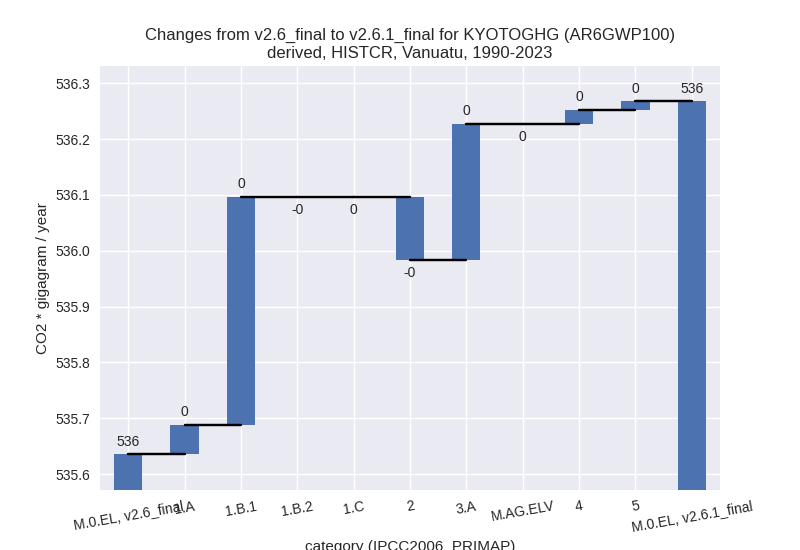 Changes from v2.6_final to v2.6.1_final for KYOTOGHG (AR6GWP100)
derived, HISTCR, Vanuatu, 1990-2023
CO2 * gigagram / year
536.3
536.2
536.1
536.0
535.9
535.8
535.7
535.6
536
0
0
-0
0
-0
0
0
0
0
536
M.0.EL, v2.6_final
1.A
1.B.1
1.B.2
1.C
2
3.A
M.AG.ELV
4
5
M.0.EL, v2.6.1_final
category (IPCC2006_PRIMAP)